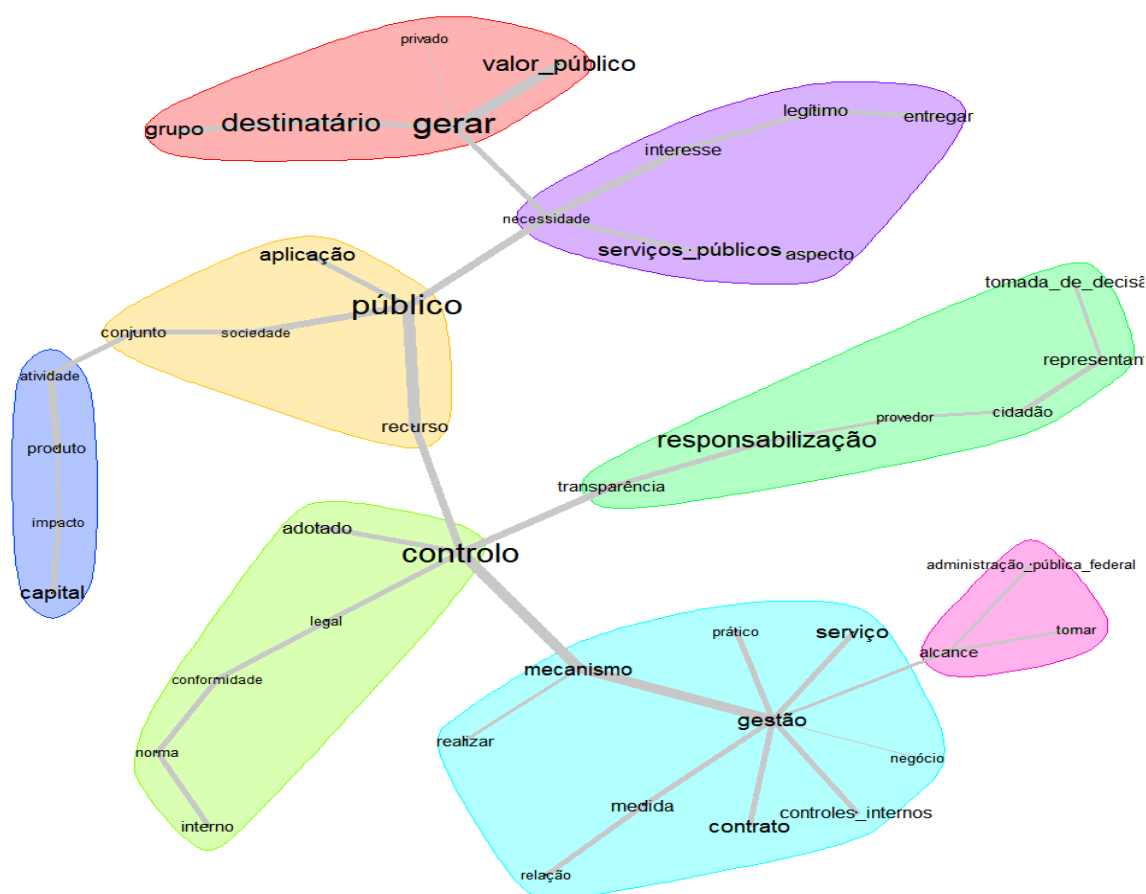 privado
valor_público
grupo
destinatário
gerar
legítimo
entregar
interesse
necessidade
serviços_públicos
aspecto
aplicação
público
conjunto
sociedade
recurso
tomada_de_decisã
representant
cidadão
provedor
responsabilização
transparência
atividade
produto
impacto
capital
adotado
controlo
legal
conformidade
norma
interno
administração_pública_federal
tomar
alcance
prático
serviço
mecanismo
gestão
realizar
negócio
medida
controles_internos
contrato
relação